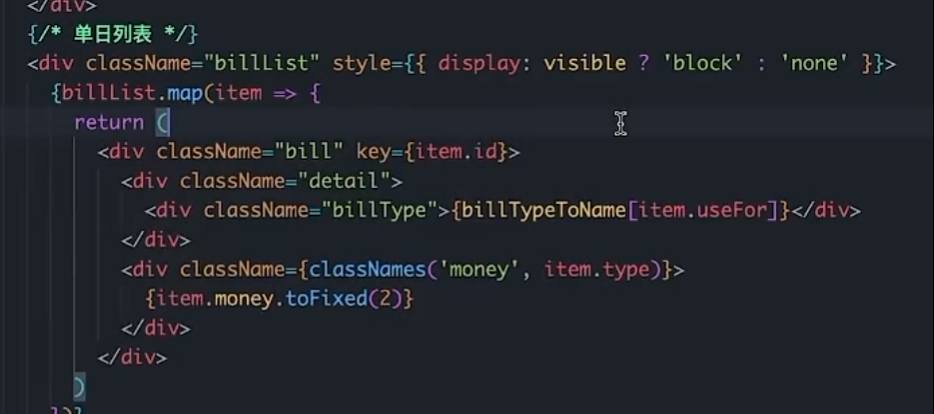 </div>
{/* 单日列表 */}
<div className="billList" style={{ display: visible ? 'block' : 'none' }}>
{billList.map(item => {
return (
<div className="bill" key={item.id}>
<div className="detail">
<div className="billType">{billTypeToName[item.useFor]}</div>
</div>
<div className={classNames('money', item.type)}>
{item.money.toFixed(2)}
</div>
</div>
)
})}